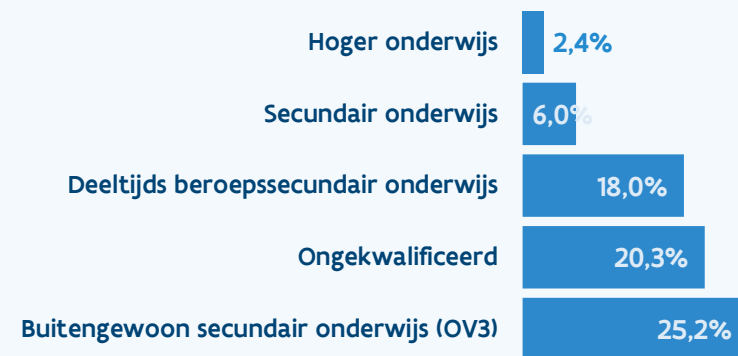 Hoger onderwijs 2,4%
Secundair onderwijs 6,0%
Deeltijds beroepssecundair onderwijs 18,0%
Ongekwalificeerd 20,3%
Buitengewoon secundair onderwijs (OV3) 25,2%